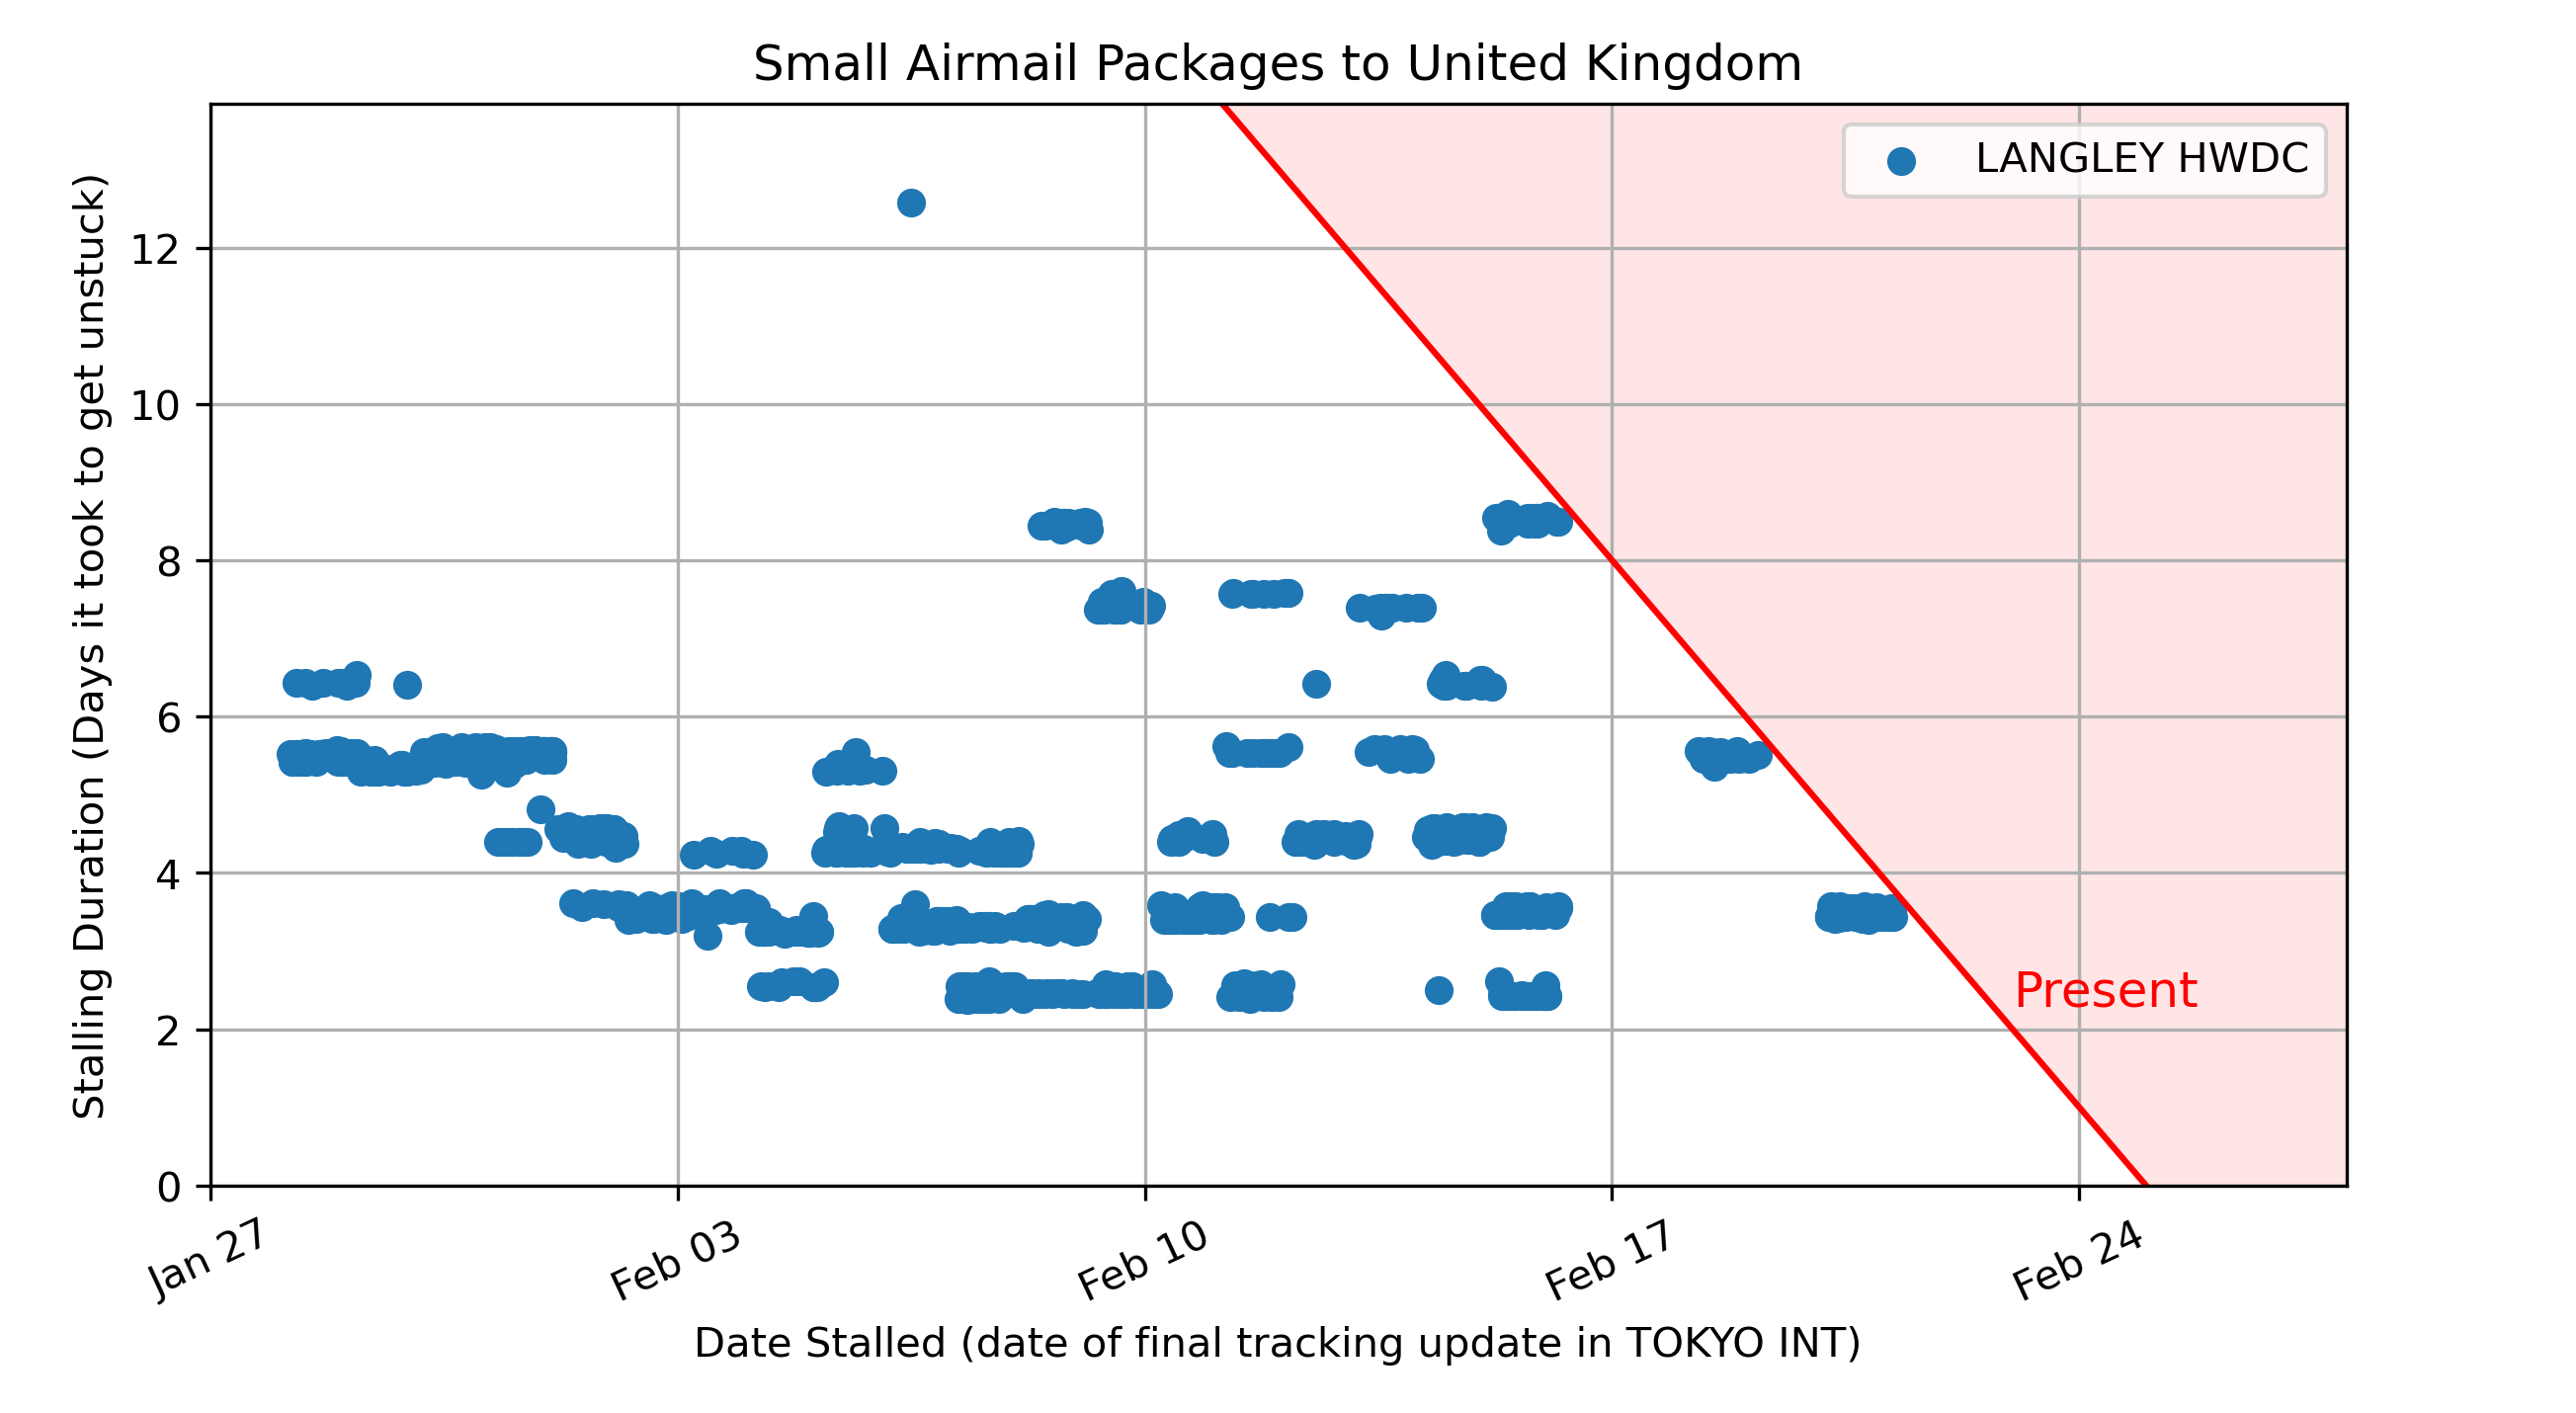 Small Airmail Packages to United Kingdom
LANGLEY HWDC
Stalling Duration (Days it took to get unstuck)
12
10
8
6
4
2
0
Present
Jan 27
Feb 03
Feb 10
Feb 17
Feb 24
Date Stalled (date of final tracking update in TOKYO INT)